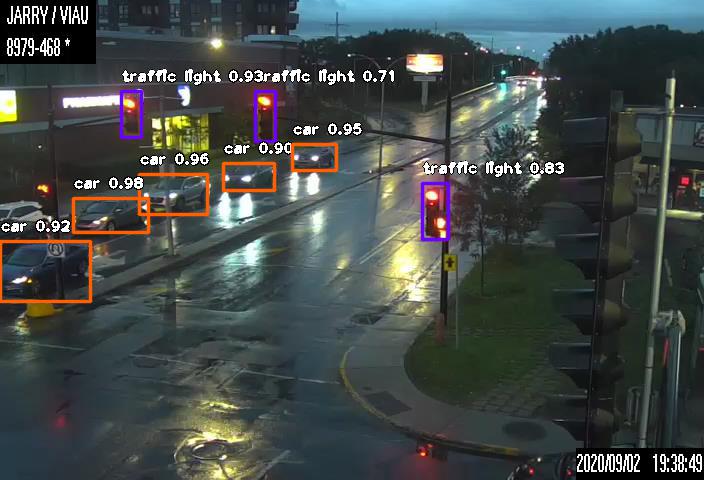 JARRY / VIAU
8979-468 *
traffic light 0.93
raffic light 0.71
car 0.95
car 0.90
car 0.96
traffic light 0.83
car 0.98
car 0.92
2020/09/02 19:38:49